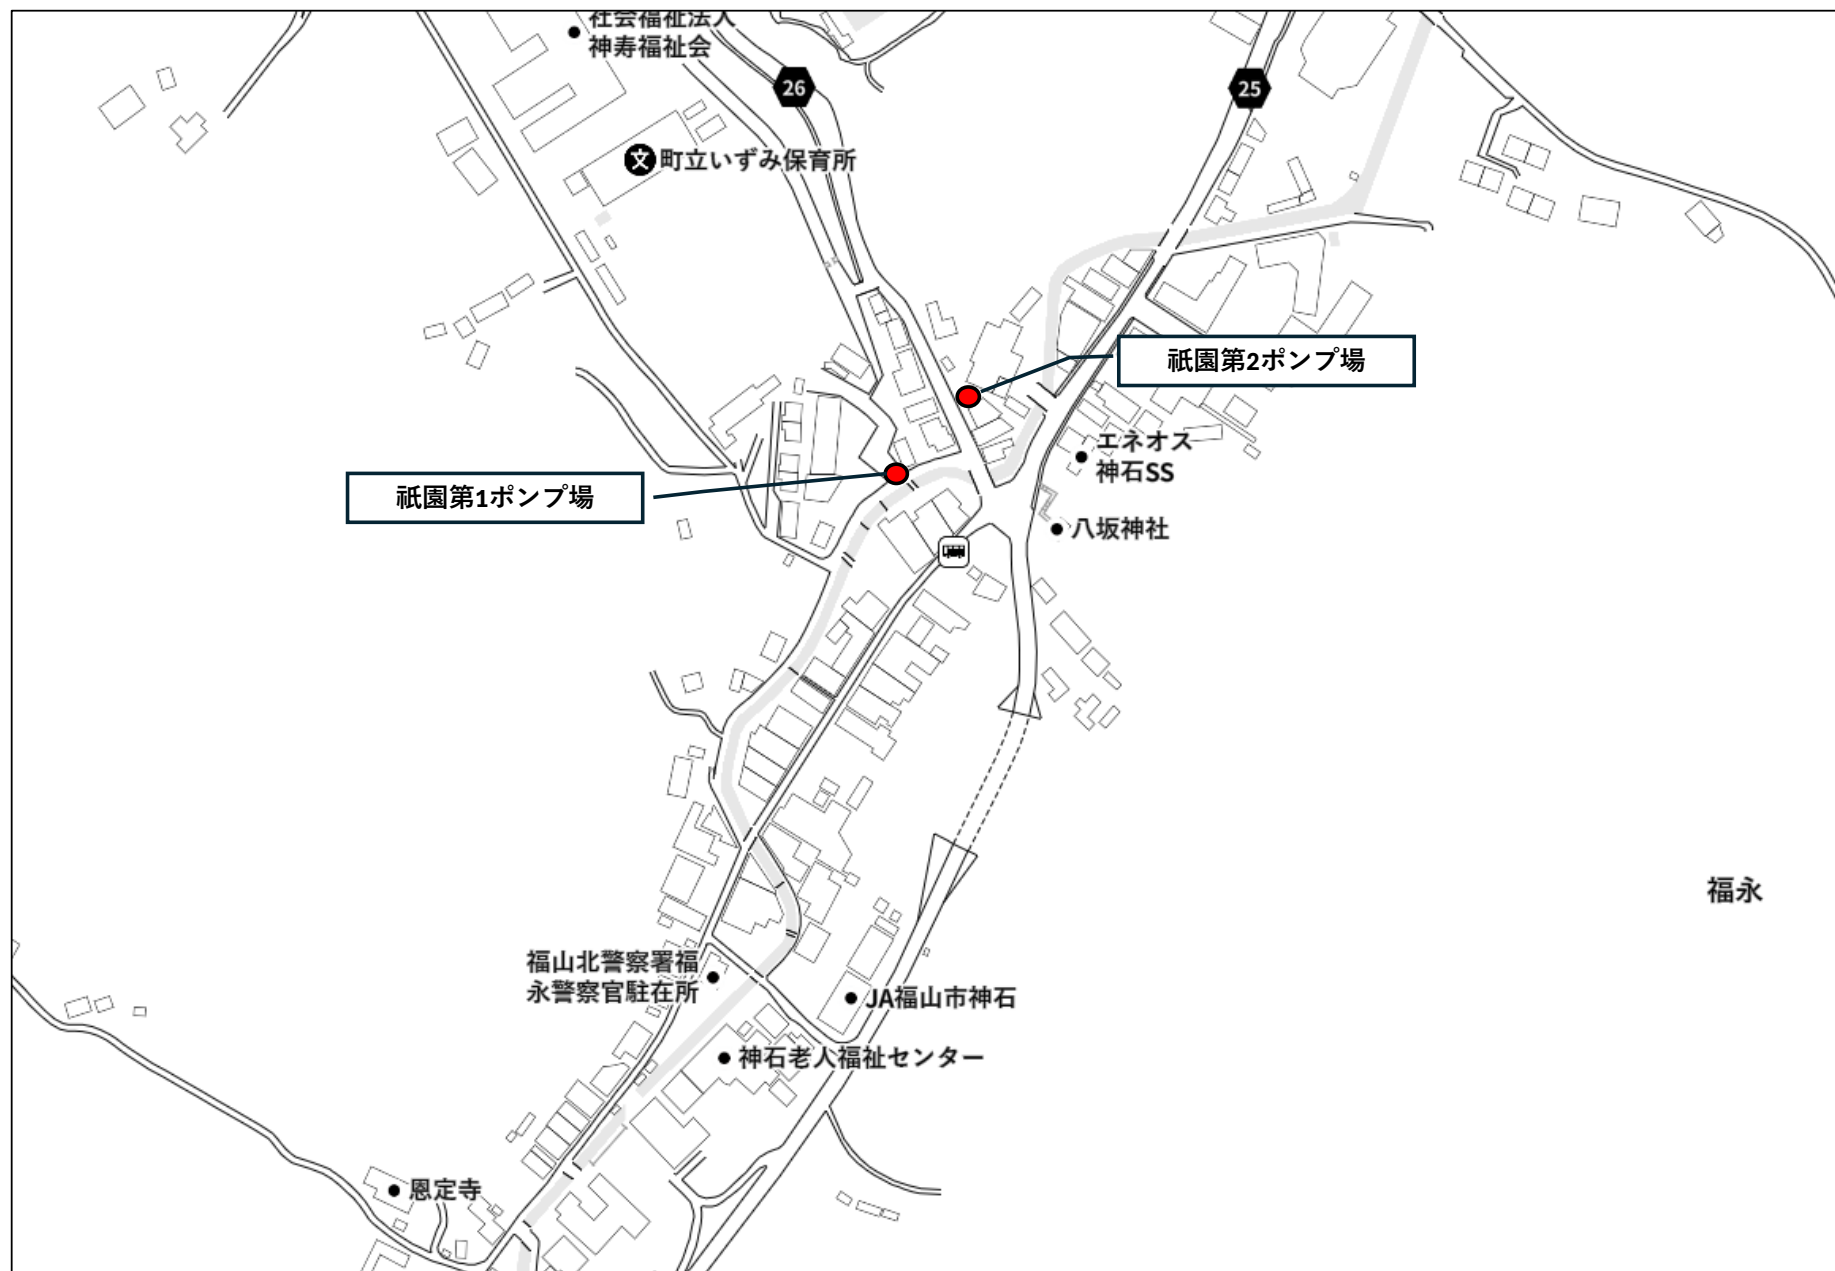 社会福祉法人
神寿福祉会
26
25
文
町立いずみ保育所
祇園第2ポンプ場
エネオス
神石SS
祇園第1ポンプ場
八坂神社
福永
福山北警察署福
永警察官駐在所
JA福山市神石
神石老人福祉センター
恩定寺